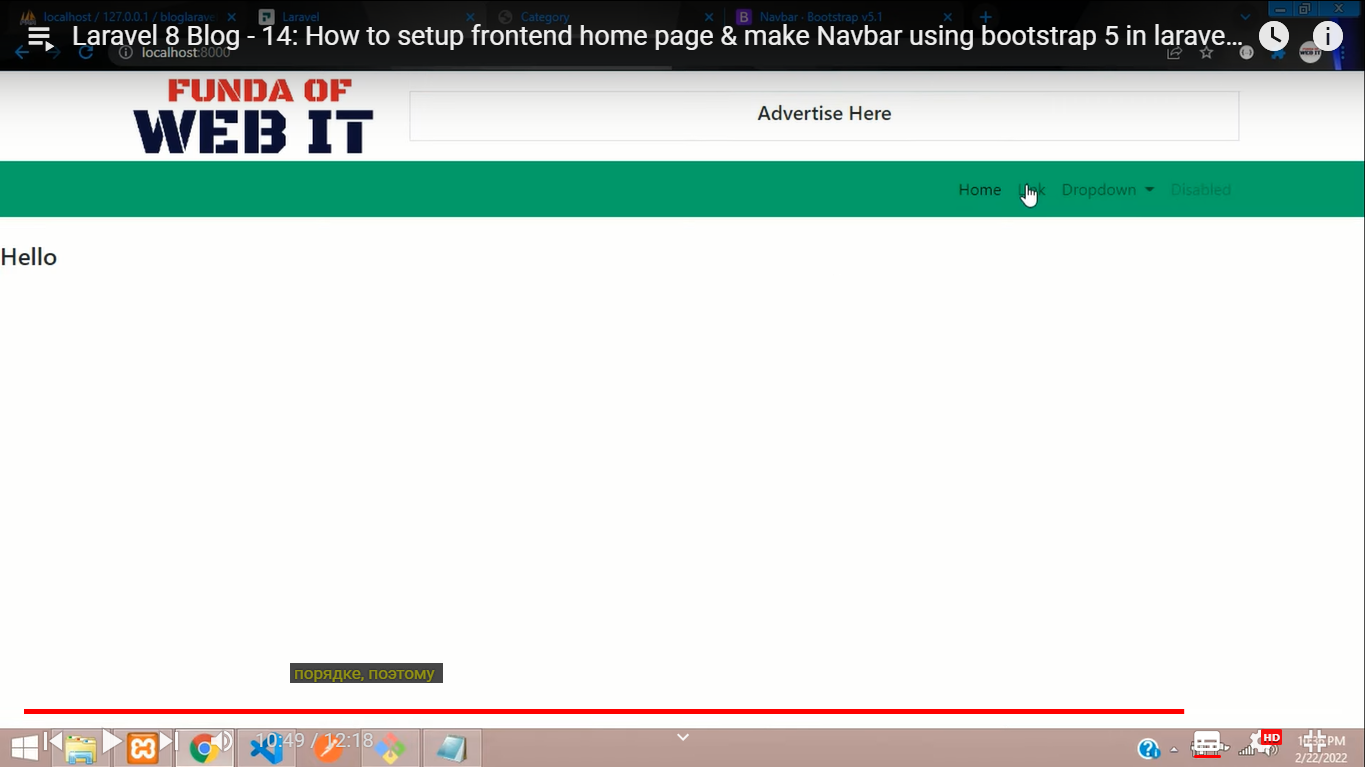 localhost / 127.0.0.1 / bloglarave
Laravel
Category
Navbar · Bootstrap v5.1
Laravel 8 Blog - 14: How to setup frontend home page & make Navbar using bootstrap 5 in larave...
localhost:8000
FUNDA OF
WEB IT
Advertise Here
Home Link Dropdown Disabled
Hello
порядке, поэтому
10:49 / 12:18
HD
PM
2/22/2022